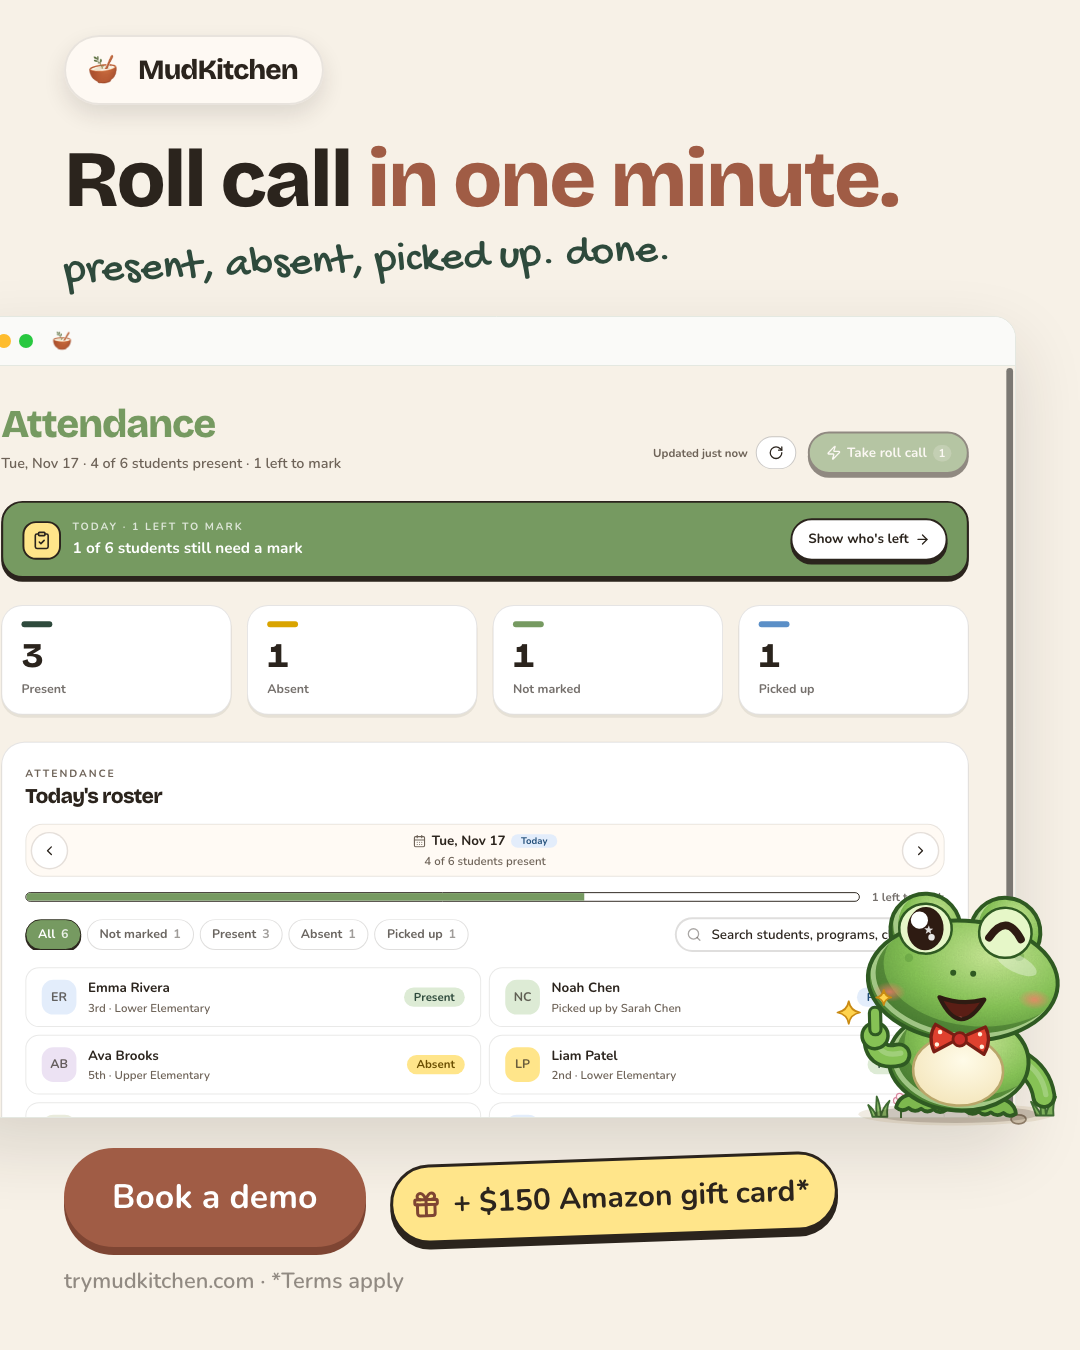 MudKitchen
Roll call in one minute.
present, absent, picked up. done.
Attendance
Tue, Nov 17 · 4 of 6 students present · 1 left to mark
Updated just now
Take roll call 1
TODAY · 1 LEFT TO MARK
1 of 6 students still need a mark
Show who's left
3
Present
1
Absent
1
Not marked
1
Picked up
ATTENDANCE
Today's roster
Tue, Nov 17 Today
4 of 6 students present
1 left
All 6
Not marked 1
Present 3
Absent 1
Picked up 1
Search students, programs,
ER
Emma Rivera
3rd · Lower Elementary
Present
NC
Noah Chen
Picked up by Sarah Chen
AB
Ava Brooks
5th · Upper Elementary
Absent
LP
Liam Patel
2nd · Lower Elementary
Book a demo
+ $150 Amazon gift card*
trymudkitchen.com · *Terms apply